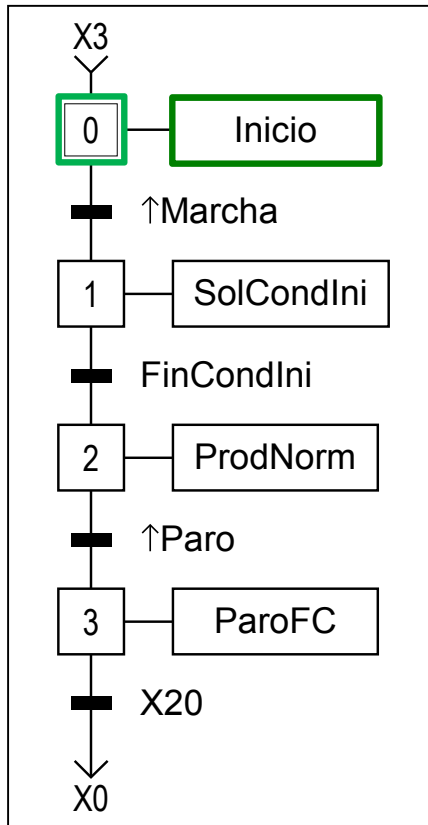 X3
0 Inicio
↑Marcha
1 SolCondIni
FinCondIni
2 ProdNorm
↑Paro
3 ParoFC
X20
X0